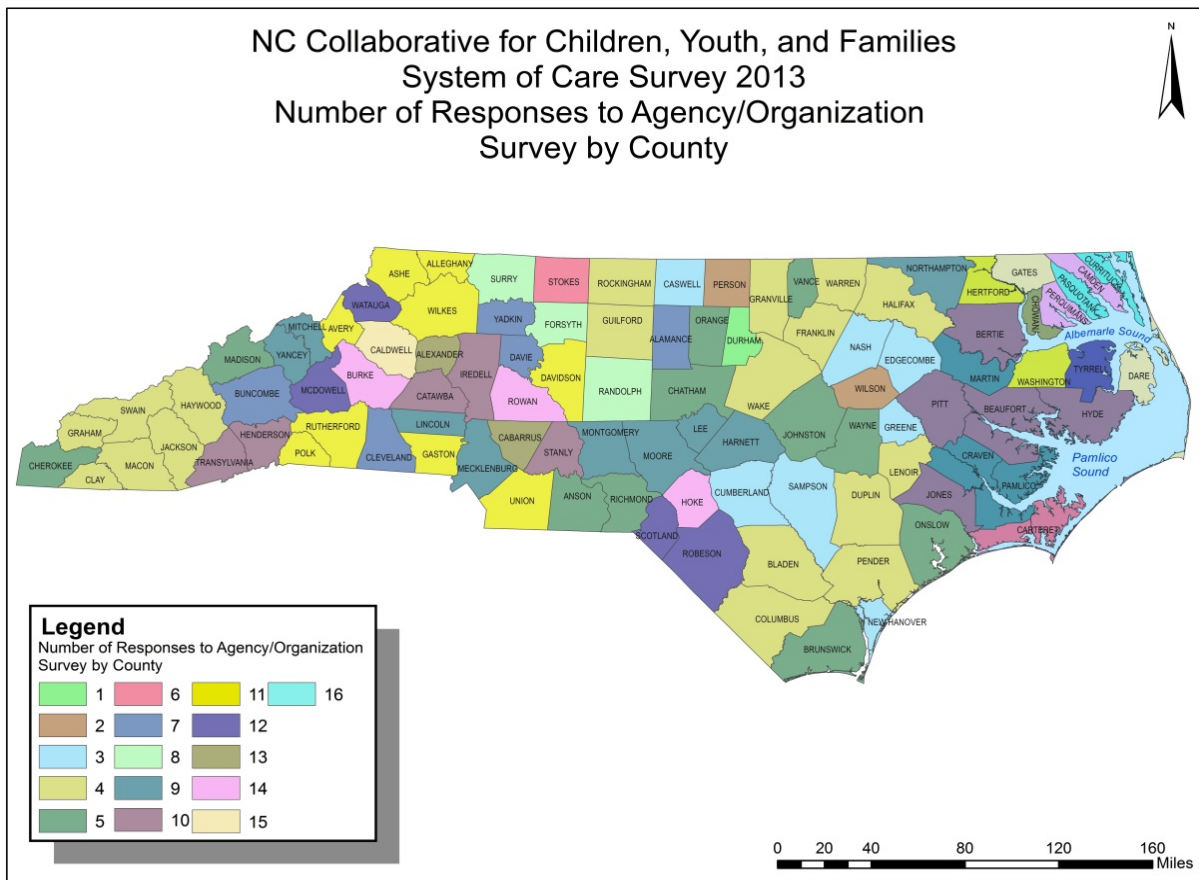 NC Collaborative for Children, Youth, and Families
System of Care Survey 2013
Number of Responses to Agency/Organization
Survey by County
N
ALLEGHANY
ASHE
SURRY
STOKES
ROCKINGHAM
CASWELL
PERSON
GRANVILLE
VANCE
WARREN
NORTHAMPTON
HERTFORD
GATES
CURRITUCK
CAMDEN
PASQUOTANK
PERQUIMANS
CHOWAN
WATAUGA
WILKES
YADKIN
FORSYTH
GUILFORD
ALAMANCE
ORANGE
DURHAM
FRANKLIN
HALIFAX
BERTIE
Albemarle Sound
MITCHELL
AVERY
CALDWELL
ALEXANDER
IREDELL
DAVIE
DAVIDSON
RANDOLPH
CHATHAM
WAKE
NASH
EDGECOMBE
MARTIN
WASHINGTON
TYRRELL
DARE
MADISON
YANCEY
BURKE
MCDOWELL
CATAWBA
ROWAN
BUNCOMBE
HAYWOOD
SWAIN
WILSON
PITT
BEAUFORT
HYDE
GRAHAM
JACKSON
HENDERSON
RUTHERFORD
LINCOLN
CABARRUS
MONTGOMERY
LEE
HARNETT
JOHNSTON
WAYNE
GREENE
CHEROKEE
MACON
TRANSYLVANIA
POLK
CLEVELAND
GASTON
MECKLENBURG
STANLY
MOORE
LENOIR
CRAVEN
PAMLICO
Pamlico
Sound
CLAY
UNION
ANSON
RICHMOND
HOKE
CUMBERLAND
SAMPSON
DUPLIN
JONES
CARTERET
SCOTLAND
ROBESON
BLADEN
PENDER
ONSLOW
COLUMBUS
NEW HANOVER
BRUNSWICK
Legend
Number of Responses to Agency/Organization
Survey by County
1 6 11 16
2 7 12
3 8 13
4 9 14
5 10 15
0 20 40 80 120 160
Miles